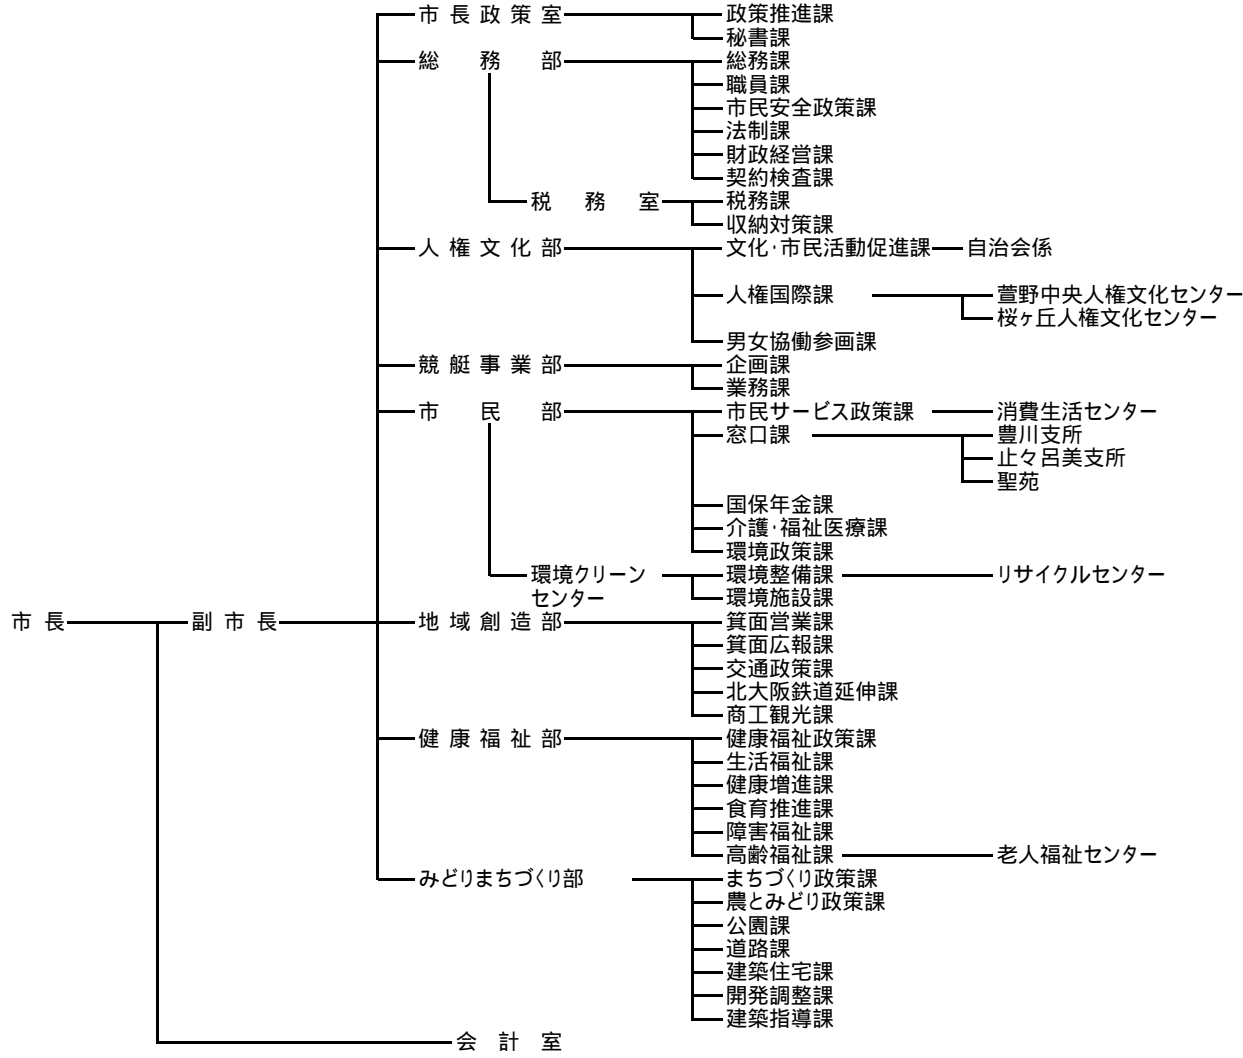 市長政策室 政策推進課
秘書課
総務部 総務課
職員課
市民安全政策課
法制課
財政経営課
契約検査課
税務室 税務課
収納対策課
人権文化部 文化・市民活動促進課 自治会係
人権国際課 萱野中央人権文化センター
桜ヶ丘人権文化センター
男女協働参画課
競艇事業部 企画課
業務課
市民部 市民サービス政策課 消費生活センター
窓口課 豊川支所
止々呂美支所
聖苑
国保年金課
介護・福祉医療課
環境政策課
環境クリーン 環境整備課 リサイクルセンター
センター 環境施設課
市長 副市長 地域創造部 箕面営業課
箕面広報課
交通政策課
北大阪鉄道延伸課
商工観光課
健康福祉部 健康福祉政策課
生活福祉課
健康増進課
食育推進課
障害福祉課
高齢福祉課 老人福祉センター
みどりまちづくり部 まちづくり政策課
農とみどり政策課
公園課
道路課
建築住宅課
開発調整課
建築指導課
会計室